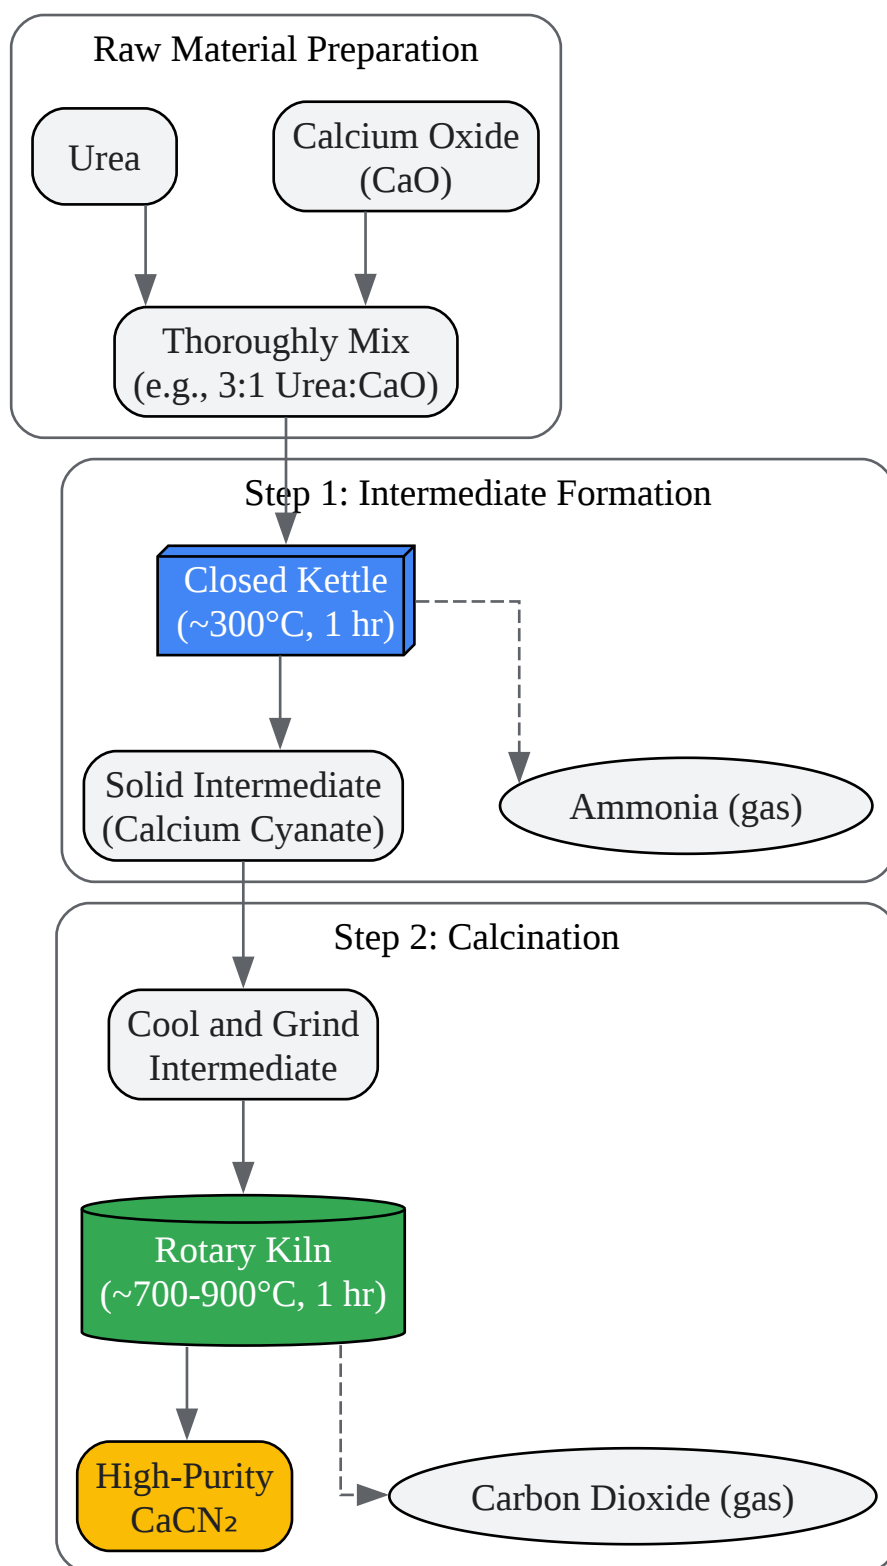 Raw Material Preparation
Urea
Calcium Oxide
(CaO)
Thoroughly Mix
(e.g., 3:1 Urea:CaO)
Step 1: Intermediate Formation
Closed Kettle
(~300°C, 1 hr)
Solid Intermediate
(Calcium Cyanate)
Ammonia (gas)
Step 2: Calcination
Cool and Grind
Intermediate
Rotary Kiln
(~700-900°C, 1 hr)
High-Purity
CaCN₂
Carbon Dioxide (gas)